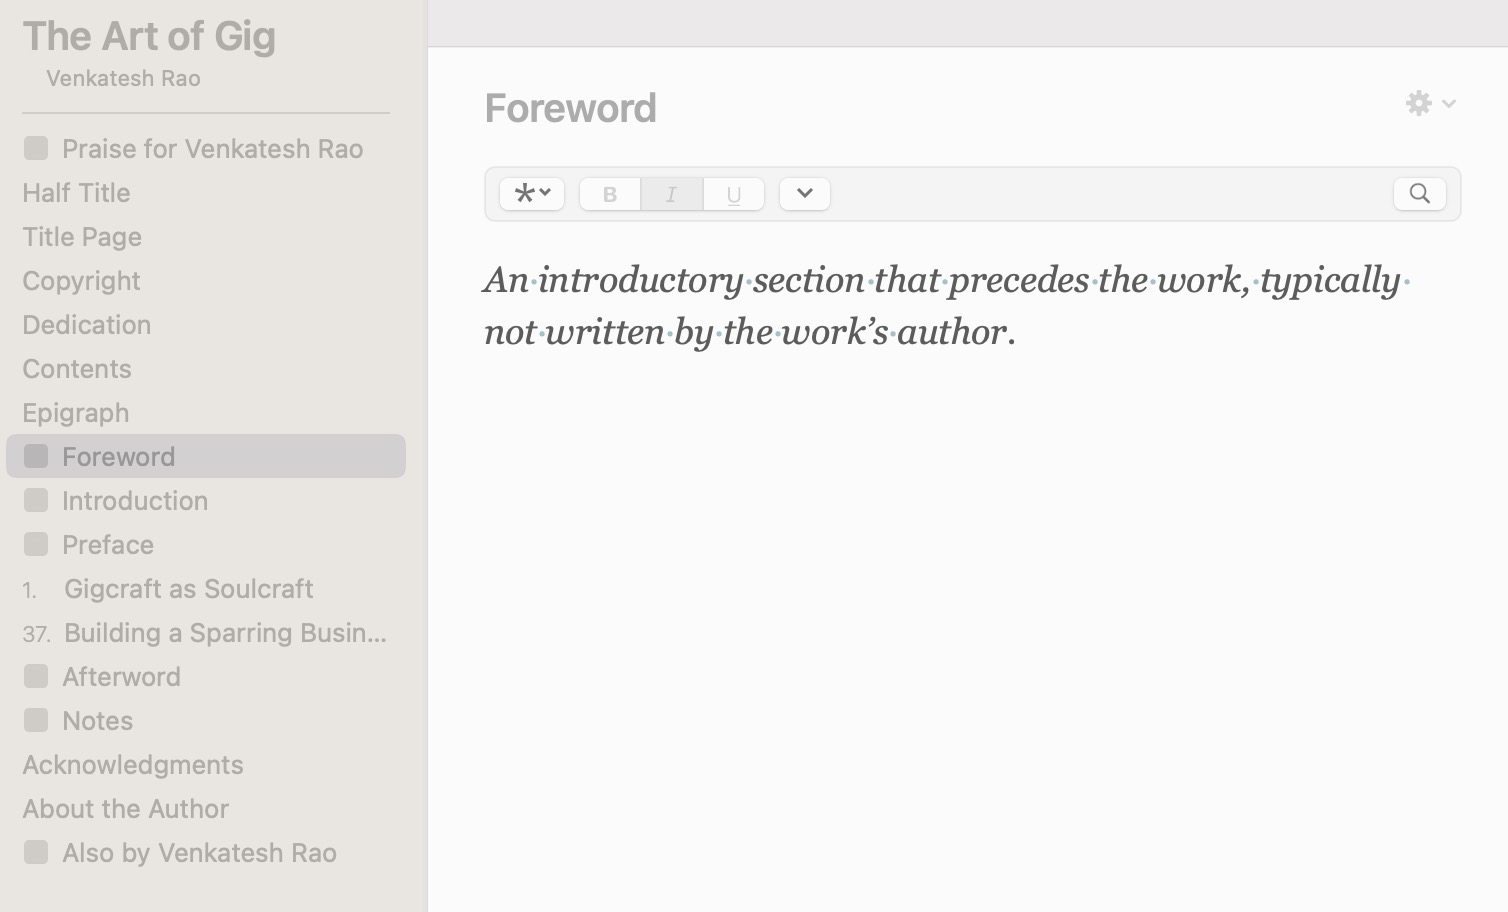 The Art of Gig
Venkatesh Rao
Praise for Venkatesh Rao
Half Title
Title Page
Copyright
Dedication
Contents
Epigraph
Foreword
Introduction
Preface
1. Gigcraft as Soulcraft
37. Building a Sparring Busin...
Afterword
Notes
Acknowledgments
About the Author
Also by Venkatesh Rao
Foreword
B I U
An introductory section that precedes the work, typically
not written by the work’s author.